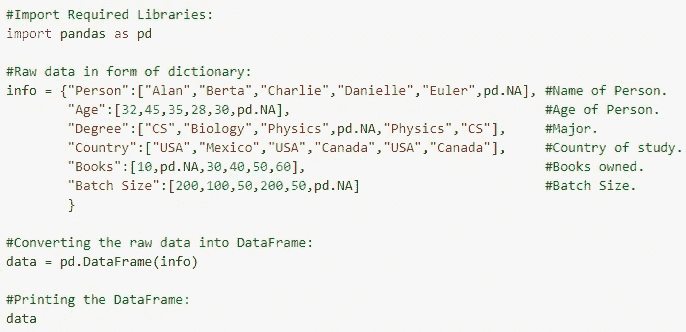 #Import Required Libraries:
import pandas as pd
#Raw data in form of dictionary:
info = {"Person":["Alan","Berta","Charlie","Danielle","Euler",pd.NA], #Name of Person.
"Age":[32,45,35,28,30,pd.NA], #Age of Person.
"Degree":["CS","Biology","Physics",pd.NA,"Physics","CS"], #Major.
"Country":["USA","Mexico","USA","Canada","USA","Canada"], #Country of study.
"Books":[10,pd.NA,30,40,50,60], #Books owned.
"Batch Size":[200,100,50,200,50,pd.NA] #Batch Size.
}
#Converting the raw data into DataFrame:
data = pd.DataFrame(info)
#Printing the DataFrame:
data